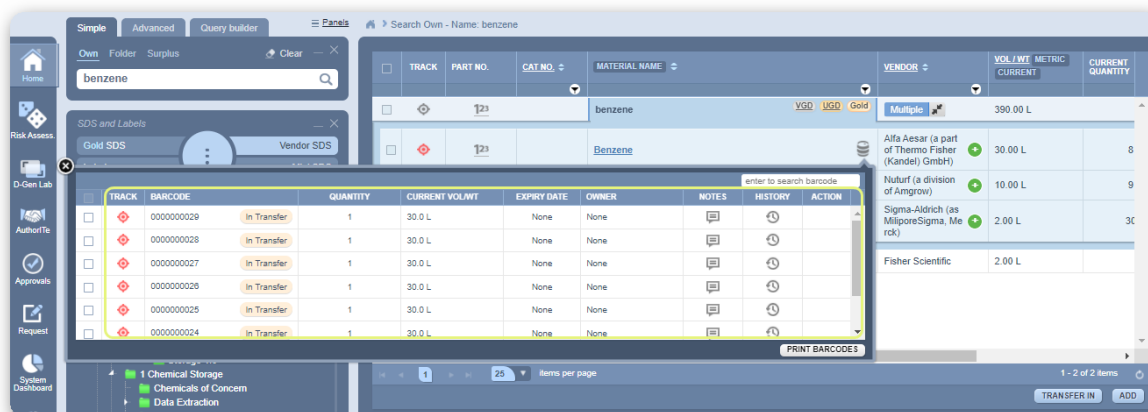 Simple Advanced Query builder Panels
Search Own - Name: benzene
Own Folder Surplus Clear
benzene
SDS and Labels
Gold SDS Vendor SDS
Home
Risk Assess.
D-Gen Lab
AuthorITe
Approvals
Request
System Dashboard
TRACK PART NO. CAT NO. MATERIAL NAME VENDOR VOL / WT METRIC CURRENT CURRENT QUANTITY
123 benzene VGD UGD Gold Multiple 390.00 L
123 Benzene Alfa Aesar (a part of Thermo Fisher (Kandel) GmbH) 30.00 L 8
Nuturf (a division of Amgrow) 10.00 L 9
Sigma-Aldrich (as MiliporeSigma, Me rck) 2.00 L 30
Fisher Scientific 2.00 L
enter to search barcode
TRACK BARCODE QUANTITY CURRENT VOL/WT EXPIRY DATE OWNER NOTES HISTORY ACTION
0000000029 In Transfer 1 30.0 L None None
0000000028 In Transfer 1 30.0 L None None
0000000027 In Transfer 1 30.0 L None None
0000000026 In Transfer 1 30.0 L None None
0000000025 In Transfer 1 30.0 L None None
0000000024 In Transfer 1 30.0 L None None
PRINT BARCODES
1 Chemical Storage
Chemicals of Concern
Data Extraction
1 25 items per page 1 - 2 of 2 items
TRANSFER IN ADD